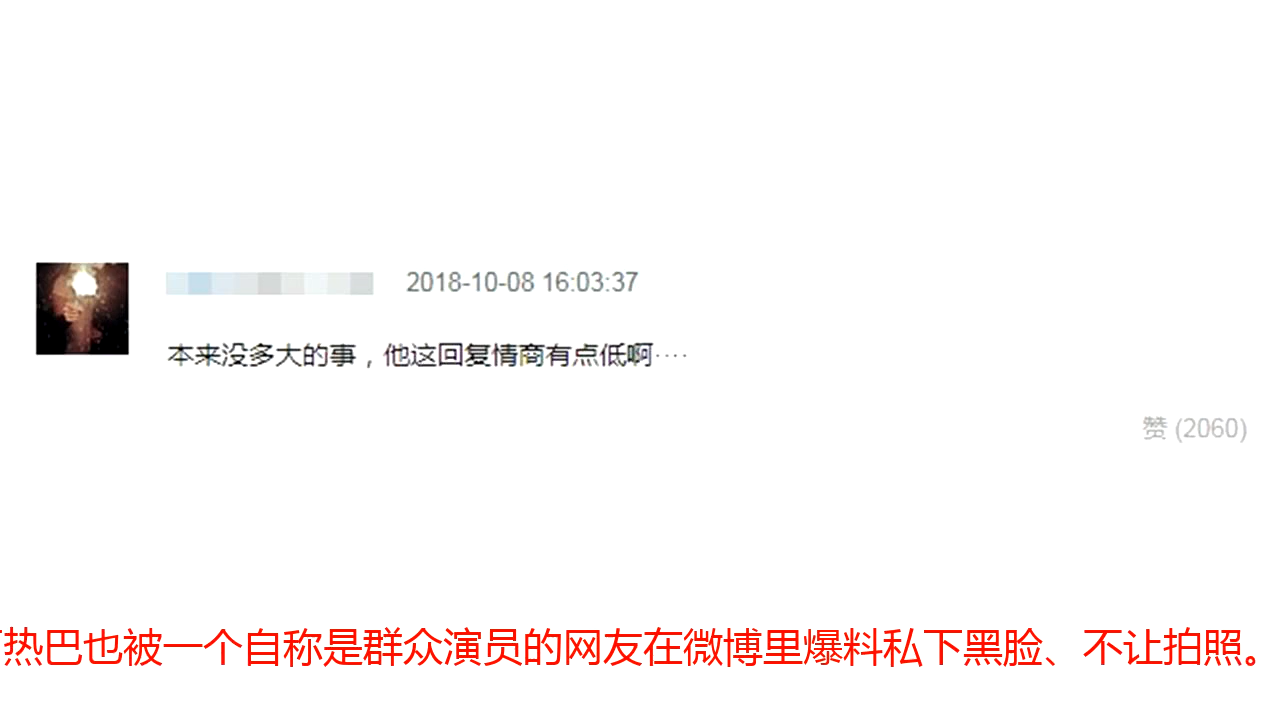 2018-10-08 16:03:37
本来没多大的事，他这回复情商有点低啊····
赞 (2060)
热巴也被一个自称是群众演员的网友在微博里爆料私下黑脸、不让拍照。